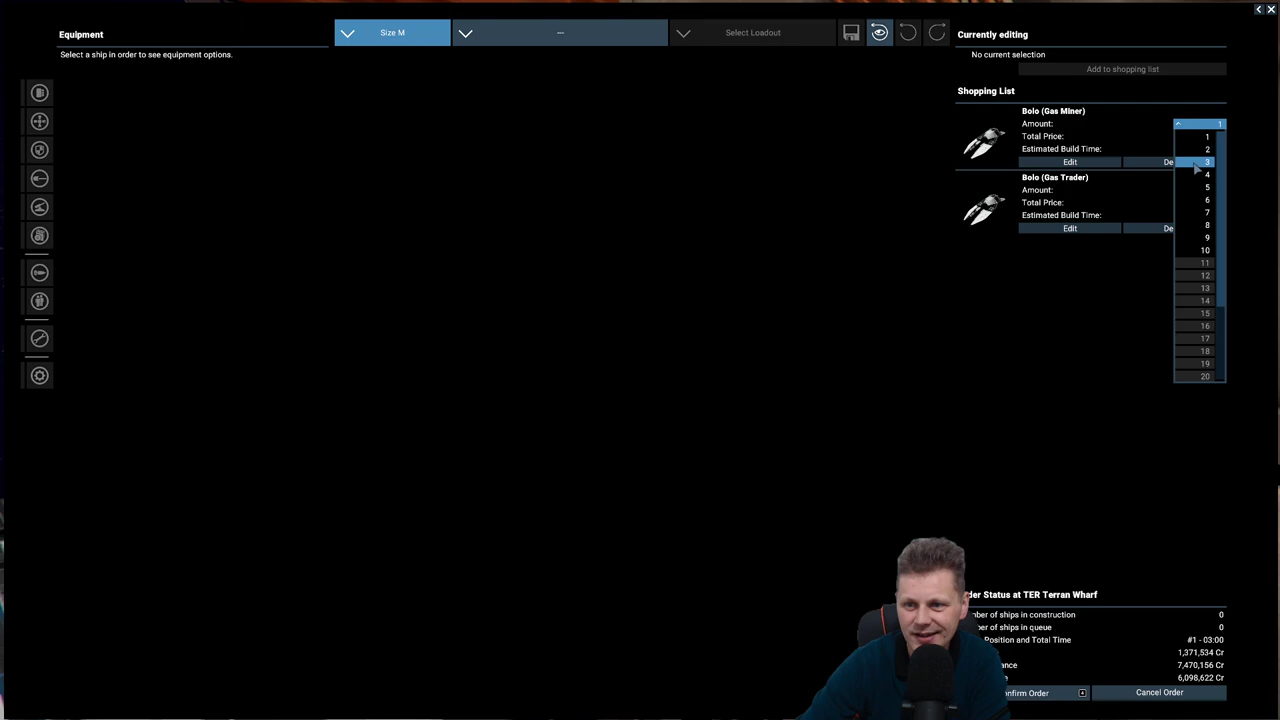 Equipment
Select a ship in order to see equipment options.
Size M
---
Select Loadout
Currently editing
No current selection
Add to shopping list
Shopping List
Bolo (Gas Miner)
Amount:
1
Total Price:
Estimated Build Time:
Edit
De
Bolo (Gas Trader)
Amount:
Total Price:
Estimated Build Time:
Edit
De
1
2
3
4
5
6
7
8
9
10
11
12
13
14
15
16
17
18
19
20
der Status at TER Terran Wharf
mber of ships in construction 0
mber of ships in queue 0
Position and Total Time #1 - 03:00
1,371,534 Cr
ance 7,470,156 Cr
e 6,098,622 Cr
onfirm Order
Cancel Order